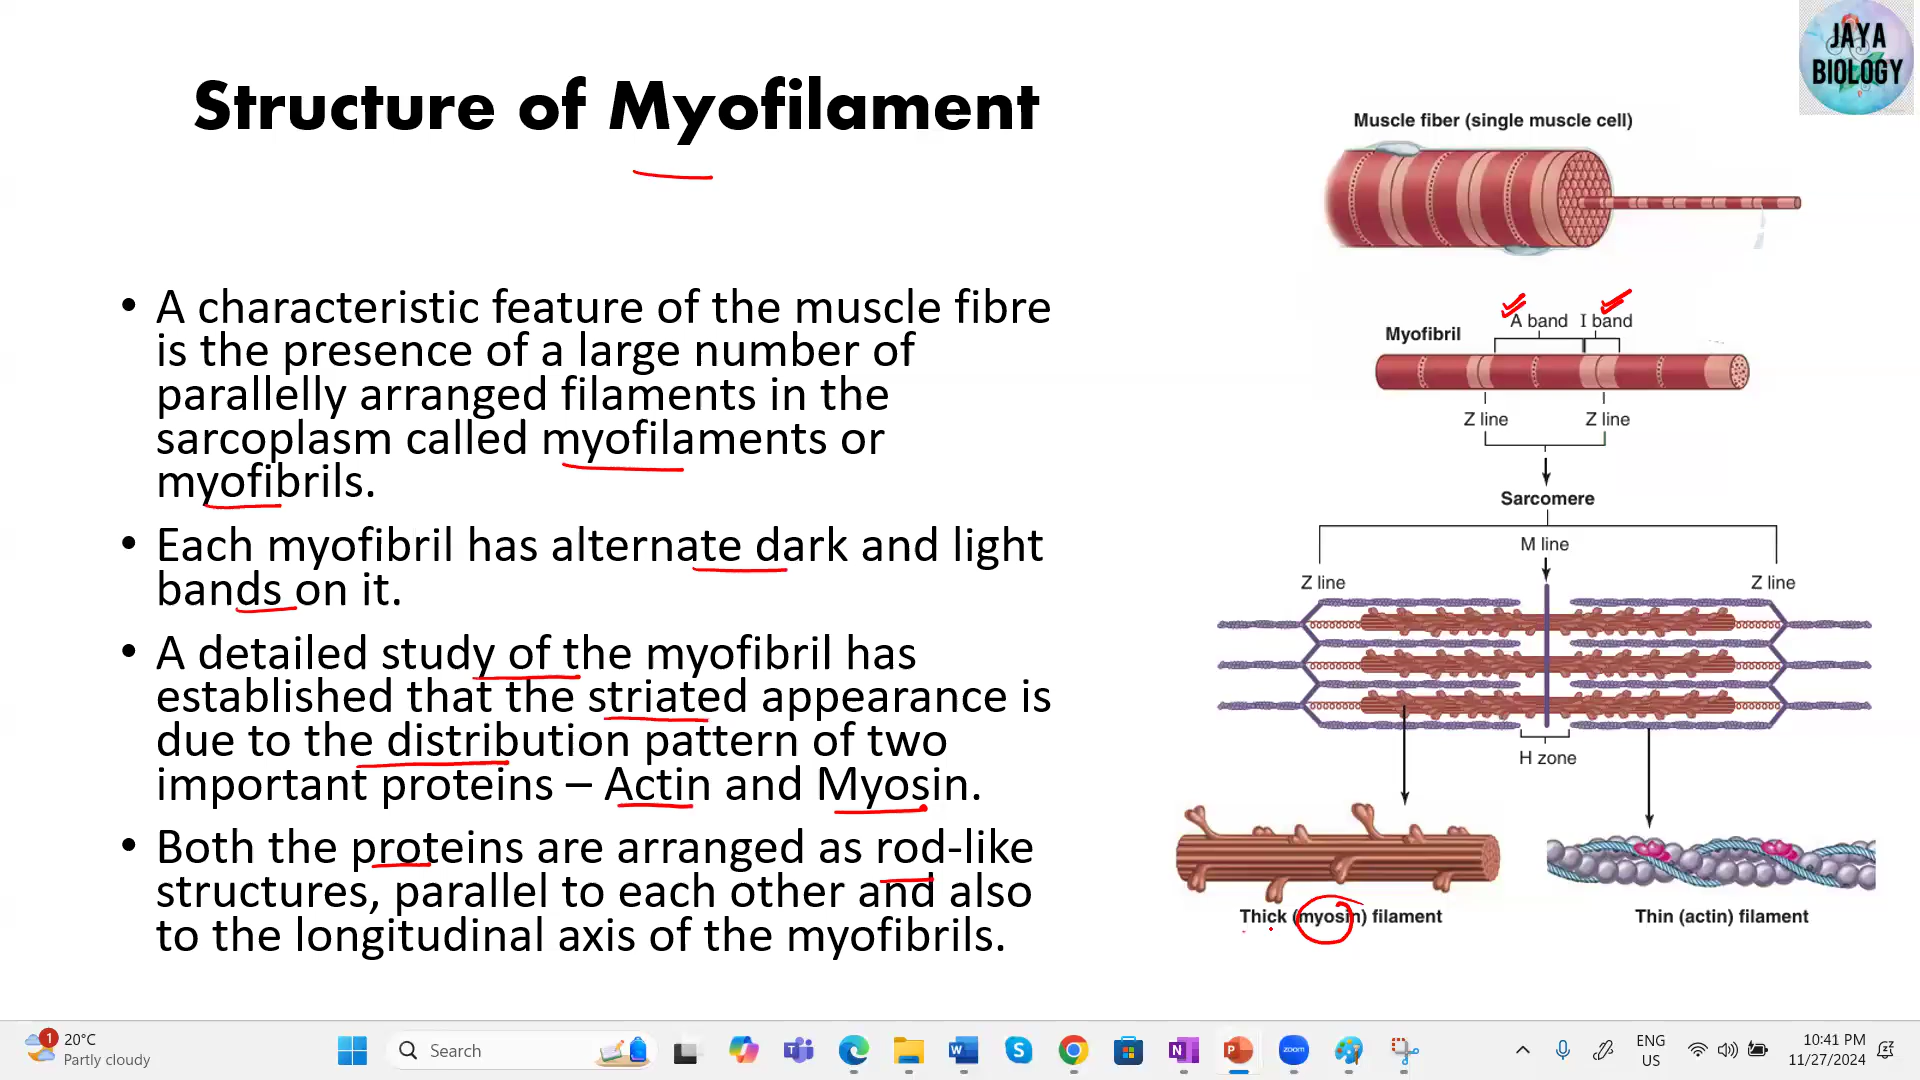 JAYA
BIOLOGY
Structure of Myofilament
• A characteristic feature of the muscle fibre
is the presence of a large number of
parallelly arranged filaments in the
sarcoplasm called myofilaments or
myofibrils.
• Each myofibril has alternate dark and light
bands on it.
• A detailed study of the myofibril has
established that the striated appearance is
due to the distribution pattern of two
important proteins – Actin and Myosin.
• Both the proteins are arranged as rod-like
structures, parallel to each other and also
to the longitudinal axis of the myofibrils.
Muscle fiber (single muscle cell)
A band I band
Myofibril
Z line Z line
Sarcomere
M line
Z line Z line
H zone
Thick (myosin) filament Thin (actin) filament
1
20°C
Partly cloudy
Search
W
S
N
P
zoom
ENG
US
10:41 PM
11/27/2024